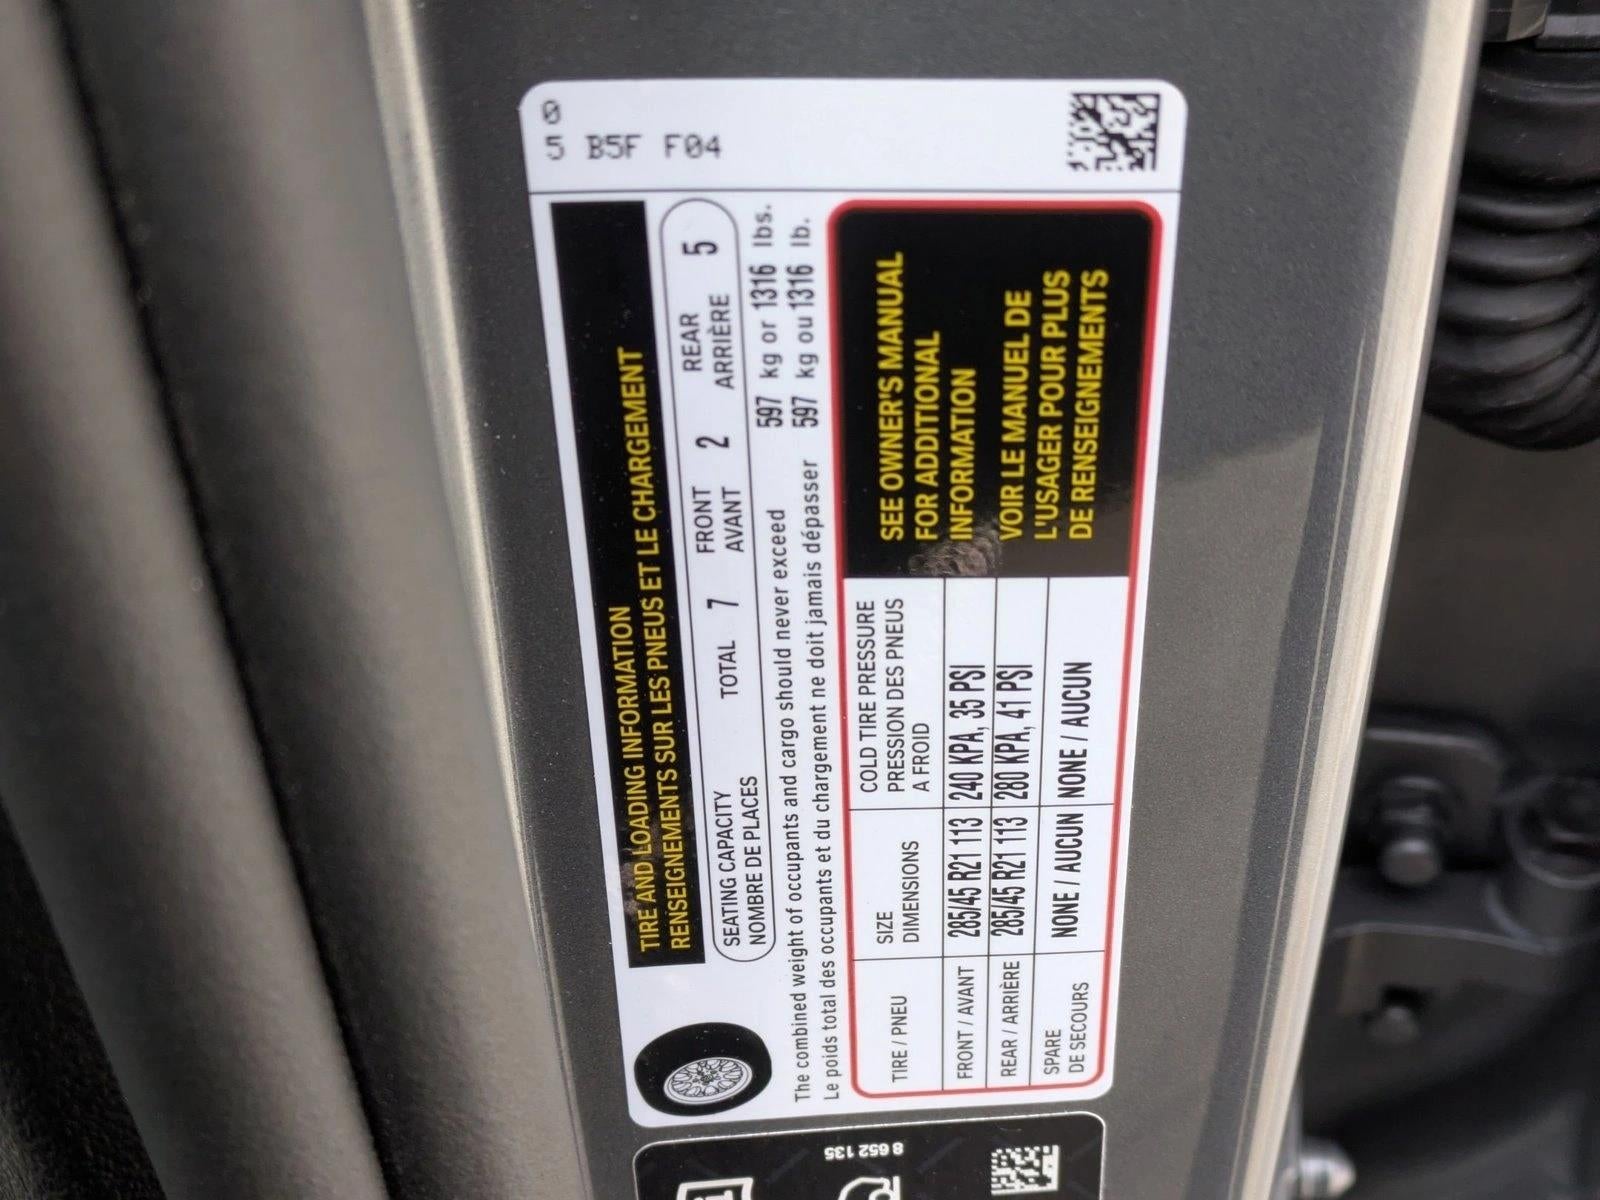 0
5 B5F F04
TIRE AND LOADING INFORMATION
RENSEIGNEMENTS SUR LES PNEUS ET LE CHARGEMENT
SEATING CAPACITY TOTAL 7 FRONT 2 REAR 5
NOMBRE DE PLACES AVANT ARRIÈRE
The combined weight of occupants and cargo should never exceed 597 kg or 1316 lbs.
Le poids total des occupants et du chargement ne doit jamais dépasser 597 kg ou 1316 lb.
TIRE / PNEU
SIZE
DIMENSIONS
COLD TIRE PRESSURE
PRESSION DES PNEUS
A FROID
FRONT / AVANT 285/45 R21 113 240 KPA, 35 PSI
REAR / ARRIÈRE 285/45 R21 113 280 KPA, 41 PSI
SPARE
DE SECOURS
NONE / AUCUN NONE / AUCUN
SEE OWNER'S MANUAL
FOR ADDITIONAL
INFORMATION
VOIR LE MANUEL DE
L'USAGER POUR PLUS
DE RENSEIGNEMENTS
8 652 135